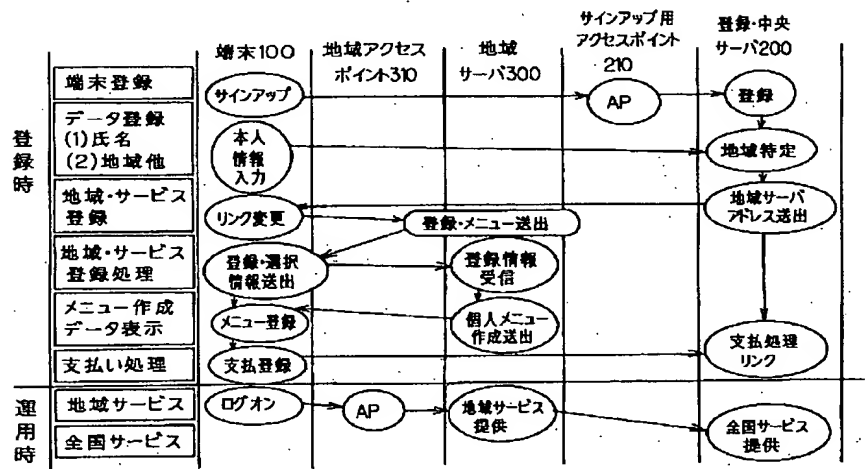 端末100
地域アクセス
ポイント310
地域
サーバ300
サインアップ用
アクセスポイント
210
登録・中央
サーバ200
登録時
端末登録
サインアップ
AP
登録
データ登録
(1)氏名
(2)地域他
本人
情報
入力
地域特定
地域・サービス
登録
リンク変更
登録・メニュー送出
地域サーバ
アドレス送出
地域・サービス
登録処理
登録・選択
情報送出
登録情報
受信
メニュー作成
データ表示
メニュー登録
個人メニュー
作成送出
支払い処理
支払登録
支払処理
リンク
運用時
地域サービス
ログオン
AP
地域サービス
提供
全国サービス
全国サービス
提供